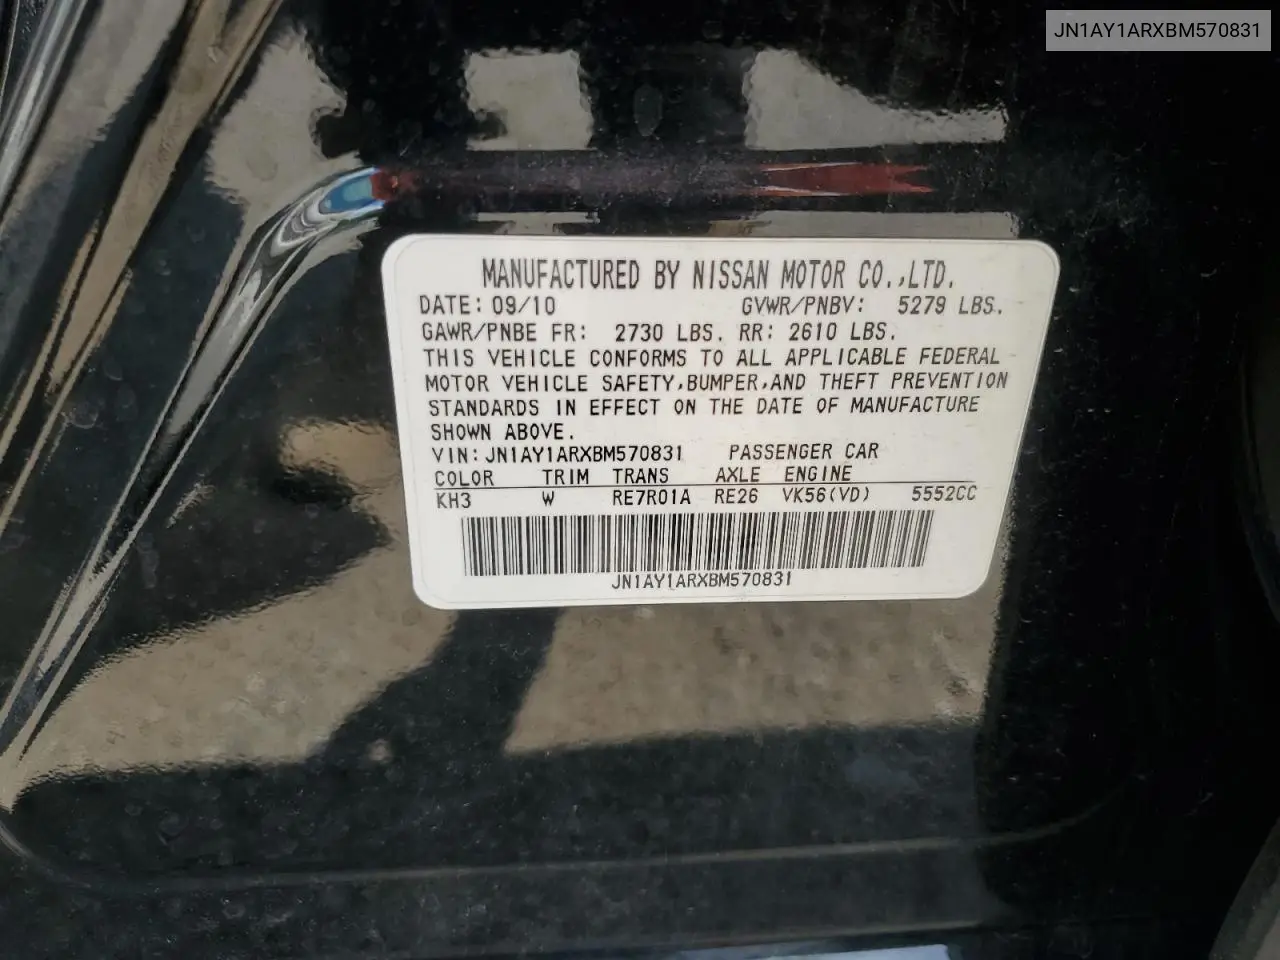 JN1AY1ARXBM570831
MANUFACTURED BY NISSAN MOTOR CO.,LTD.
DATE: 09/10 GVWR/PNBV: 5279 LBS.
GAWR/PNBE FR: 2730 LBS. RR: 2610 LBS.
THIS VEHICLE CONFORMS TO ALL APPLICABLE FEDERAL
MOTOR VEHICLE SAFETY,BUMPER,AND THEFT PREVENTION
STANDARDS IN EFFECT ON THE DATE OF MANUFACTURE
SHOWN ABOVE.
VIN: JN1AY1ARXBM570831 PASSENGER CAR
COLOR TRIM TRANS AXLE ENGINE
KH3 W RE7R01A RE26 VK56(VD) 5552CC
JN1AY1ARXBM570831